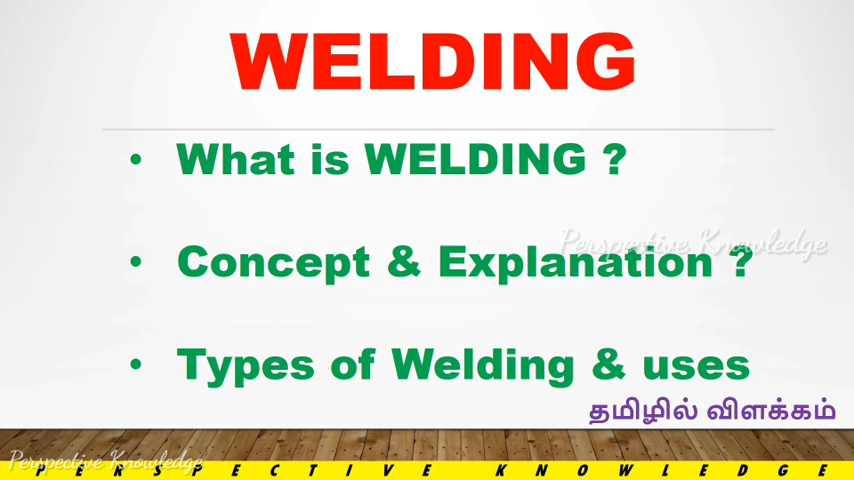 WELDING
• What is WELDING ?
Perspective Knowledge
• Concept & Explanation ?
• Types of Welding & uses
தமிழில் விளக்கம்
Perspective Knowledge
PERSPECTIVE KNOWLEDGE